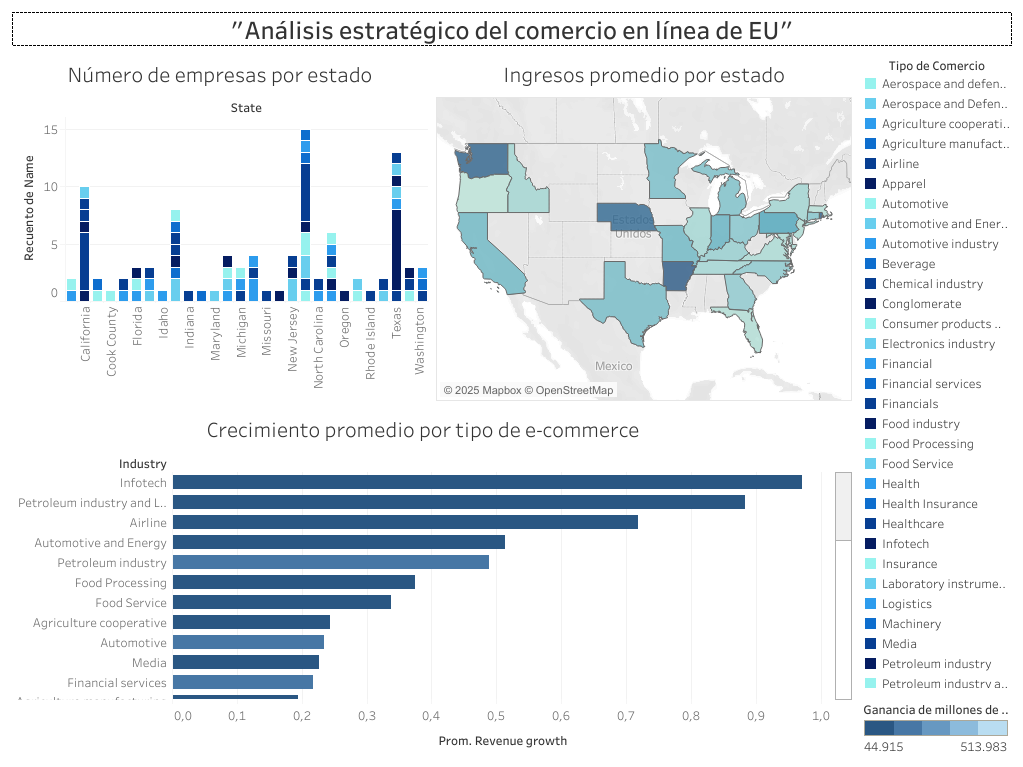 ”Análisis estratégico del comercio en línea de EU”
Número de empresas por estado
State
Recuento de Name
15
10
5
0
California
Cook County
Florida
Idaho
Indiana
Maryland
Michigan
Missouri
New Jersey
North Carolina
Oregon
Rhode Island
Texas
Washington
Ingresos promedio por estado
Estados
Unidos
Mexico
© 2025 Mapbox © OpenStreetMap
Crecimiento promedio por tipo de e-commerce
Industry
Infotech
Petroleum industry and L..
Airline
Automotive and Energy
Petroleum industry
Food Processing
Food Service
Agriculture cooperative
Automotive
Media
Financial services
Agriculture manufacturing
0,0
0,1
0,2
0,3
0,4
0,5
0,6
0,7
0,8
0,9
1,0
Prom. Revenue growth
Tipo de Comercio
Aerospace and defen..
Aerospace and Defen..
Agriculture cooperati..
Agriculture manufact..
Airline
Apparel
Automotive
Automotive and Ener..
Automotive industry
Beverage
Chemical industry
Conglomerate
Consumer products ..
Electronics industry
Financial
Financial services
Financials
Food industry
Food Processing
Food Service
Health
Health Insurance
Healthcare
Infotech
Insurance
Laboratory instrume..
Logistics
Machinery
Media
Petroleum industry
Petroleum industry a..
Ganancia de millones de ..
44.915
513.983